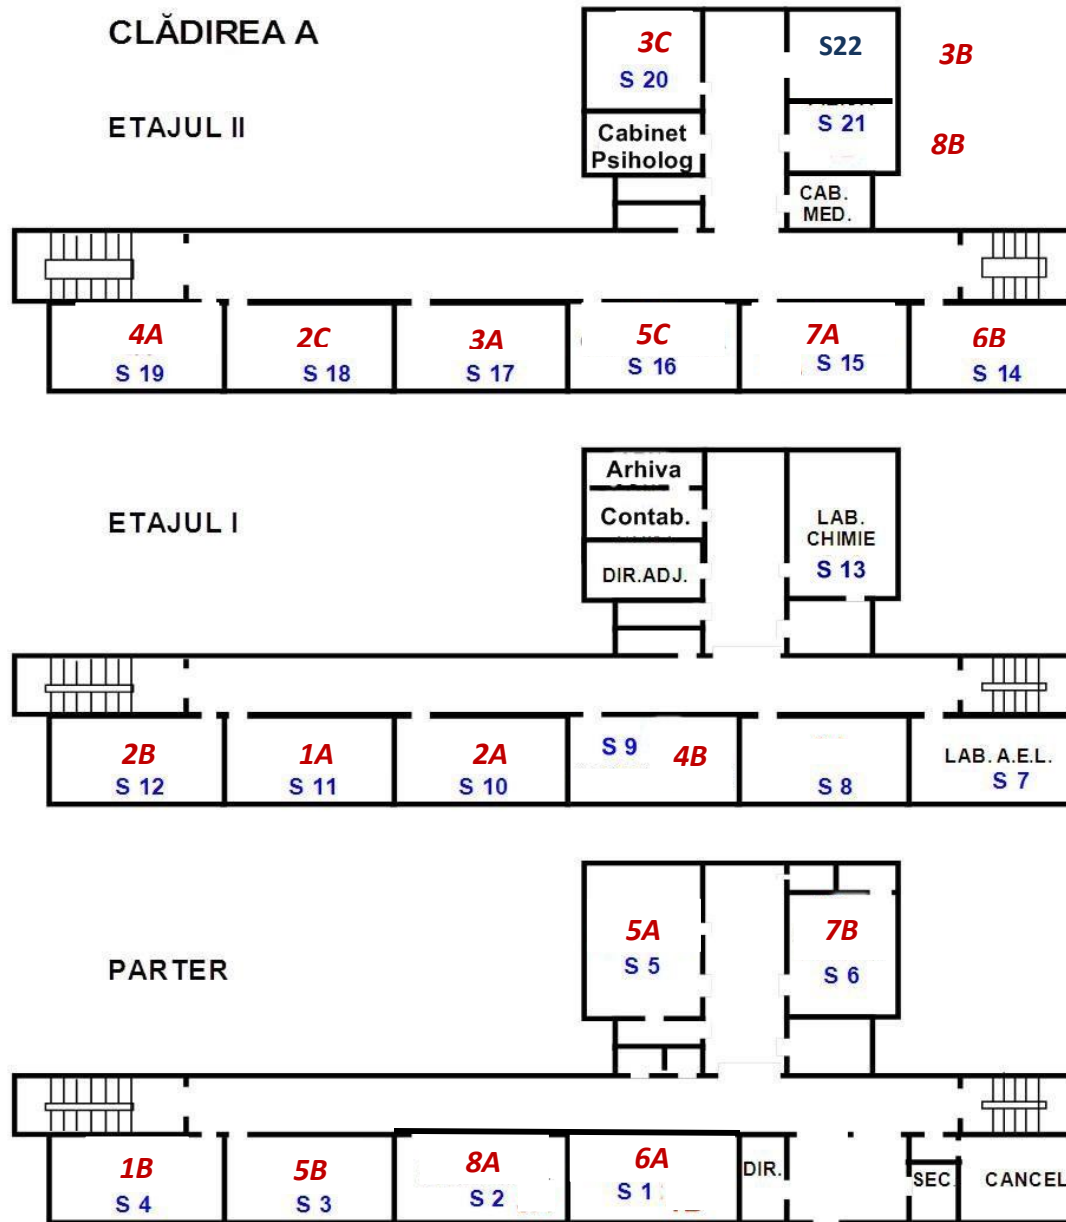 CLĂDIREA A
3C
S 20
S22
3B
ETAJUL II
Cabinet
Psiholog
S 21
8B
CAB.
MED.
4A
S 19
2C
S 18
3A
S 17
5C
S 16
7A
S 15
6B
S 14
ETAJUL I
Arhiva
Contab.
DIR.ADJ.
LAB.
CHIMIE
S 13
2B
S 12
1A
S 11
2A
S 10
S 9
4B
S 8
LAB. A.E.L.
S 7
PARTER
5A
S 5
7B
S 6
1B
S 4
5B
S 3
8A
S 2
6A
S 1
DIR.
SEC.
CANCEL